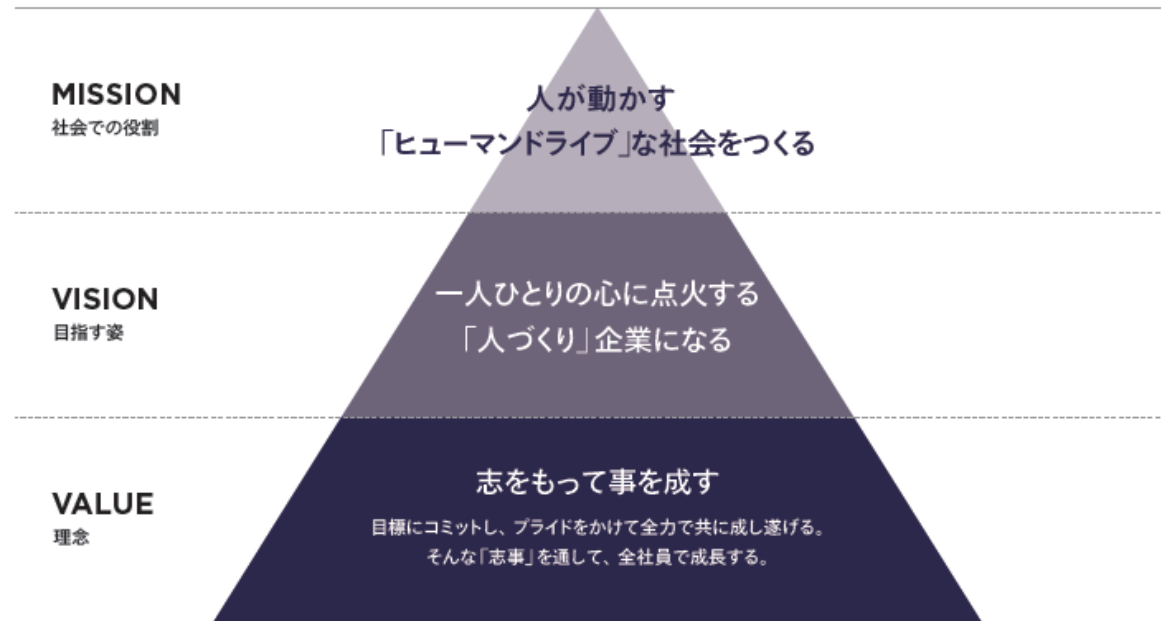 MISSION
社会での役割
人が動かす
「ヒューマンドライブ」な社会をつくる
VISION
目指す姿
一人ひとりの心に点火する
「人づくり」企業になる
VALUE
理念
志をもって事を成す
目標にコミットし、プライドをかけて全力で共に成し遂げる。
そんな「志事」を通して、全社員で成長する。